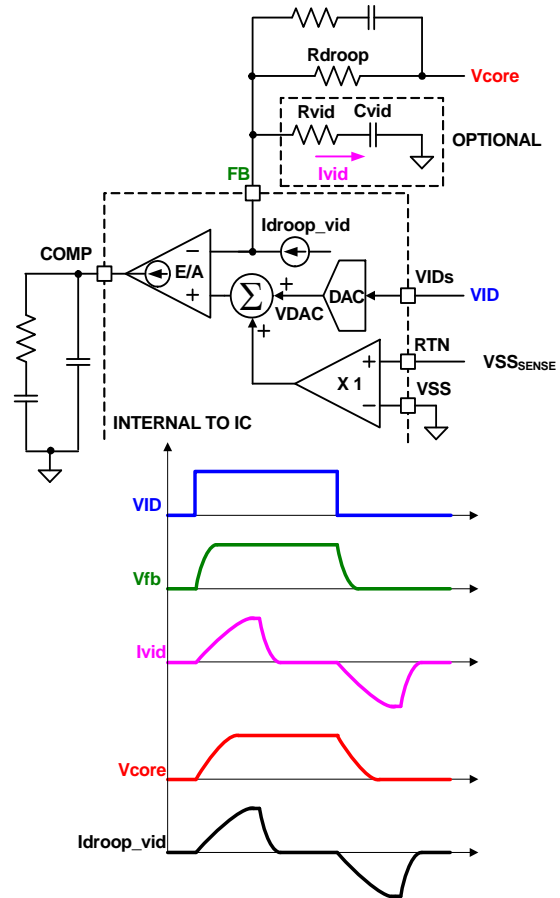 Rdroop
Vcore
Rvid
Cvid
OPTIONAL
Ivid
FB
Idroop_vid
COMP
E/A
−
+
Σ
+
+
VDAC
DAC
VIDs
VID
RTN
VSSSENSE
+
X 1
−
VSS
INTERNAL TO IC
VID
Vfb
Ivid
Vcore
Idroop_vid